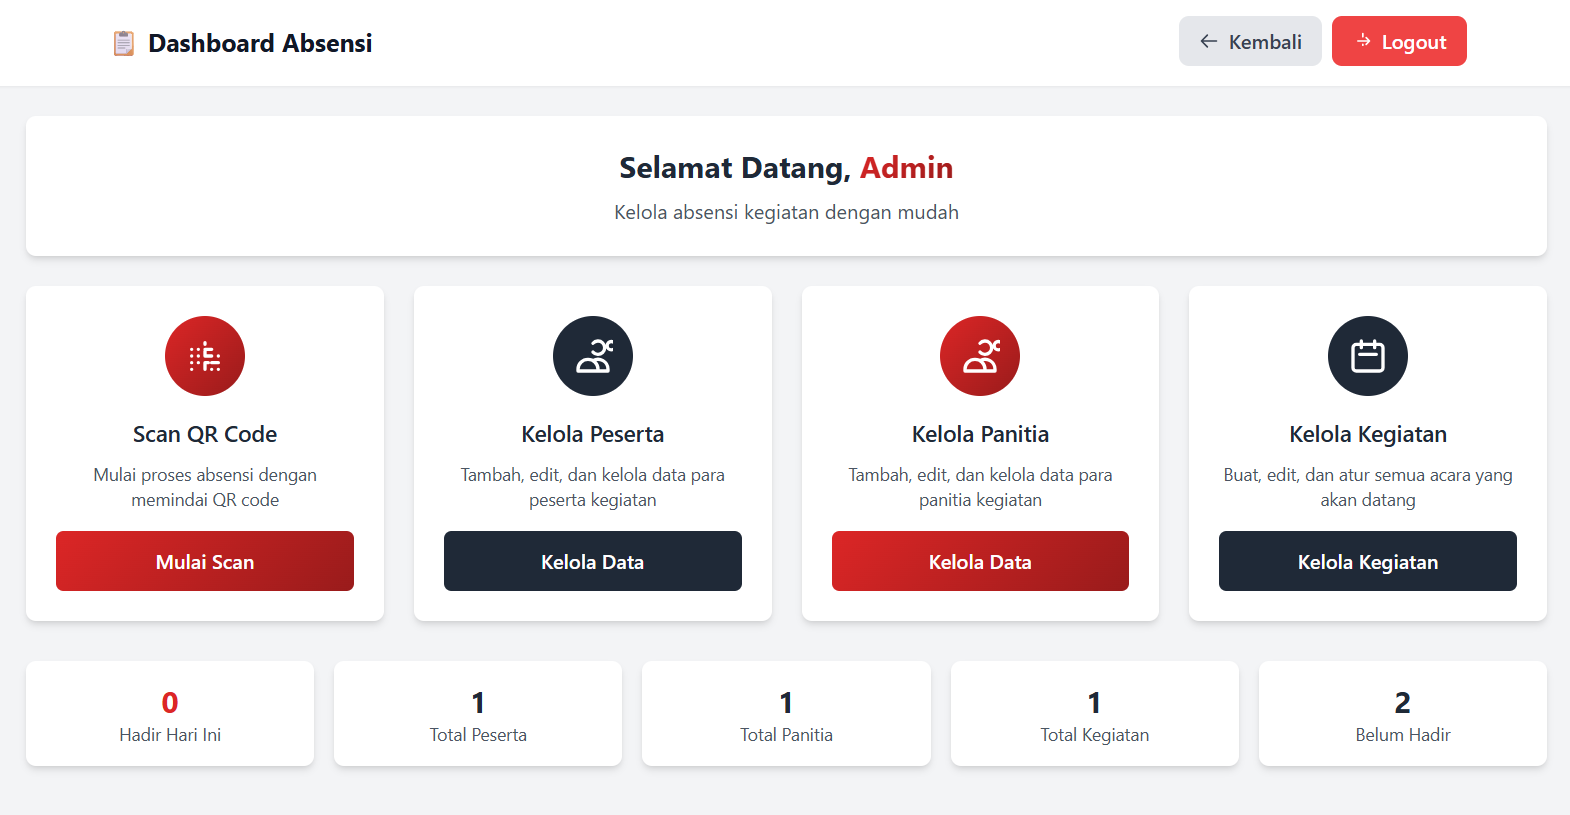 Dashboard Absensi
Kembali
Logout
Selamat Datang, Admin
Kelola absensi kegiatan dengan mudah
Scan QR Code
Mulai proses absensi dengan
memindai QR code
Mulai Scan
Kelola Peserta
Tambah, edit, dan kelola data para
peserta kegiatan
Kelola Data
Kelola Panitia
Tambah, edit, dan kelola data para
panitia kegiatan
Kelola Data
Kelola Kegiatan
Buat, edit, dan atur semua acara yang
akan datang
Kelola Kegiatan
0
Hadir Hari Ini
1
Total Peserta
1
Total Panitia
1
Total Kegiatan
2
Belum Hadir